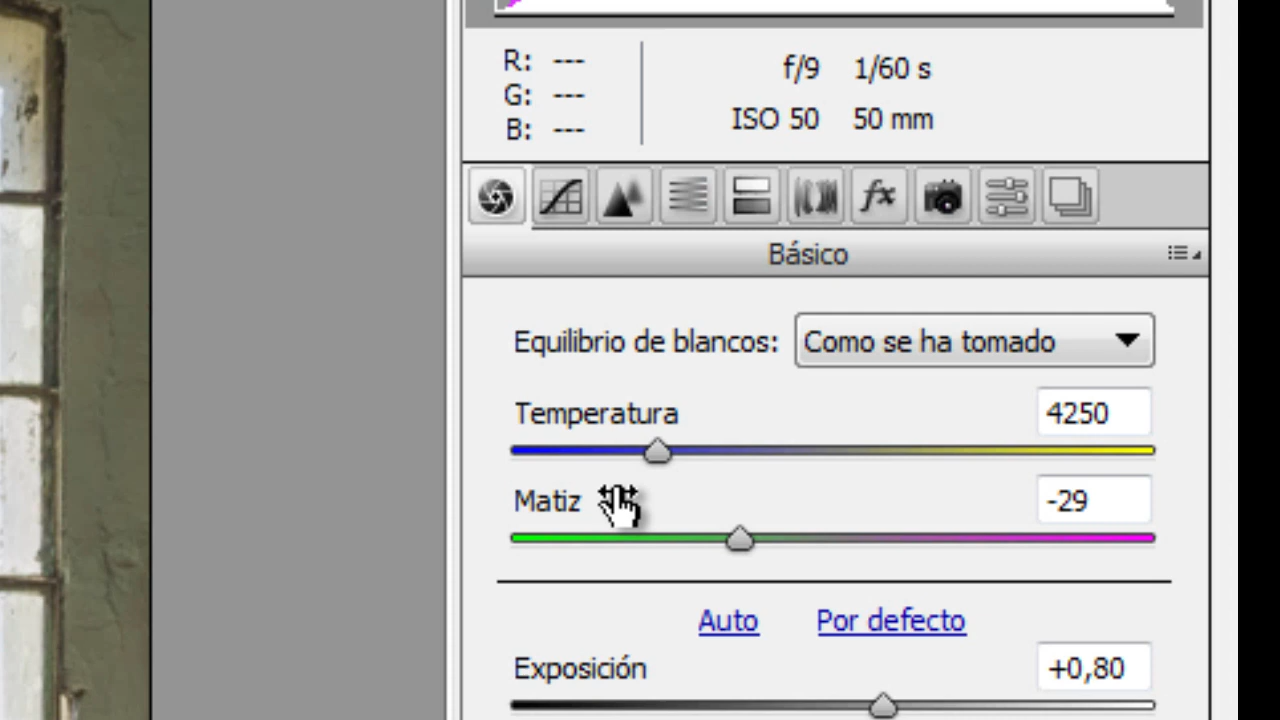 R: ---
G: ---
B: ---
f/9 1/60 s
ISO 50 50 mm
fx
Básico
Equilibrio de blancos: Como se ha tomado
Temperatura 4250
Matiz -29
Auto Por defecto
Exposición +0,80